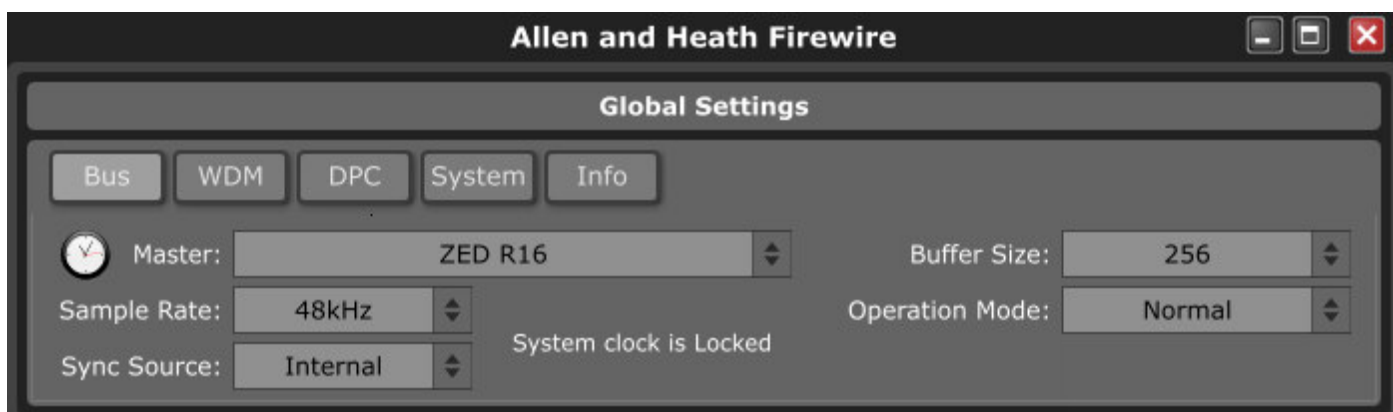 Allen and Heath Firewire
Global Settings
Bus WDM DPC System Info
Master: ZED R16 Buffer Size: 256
Sample Rate: 48kHz Operation Mode: Normal
System clock is Locked
Sync Source: Internal